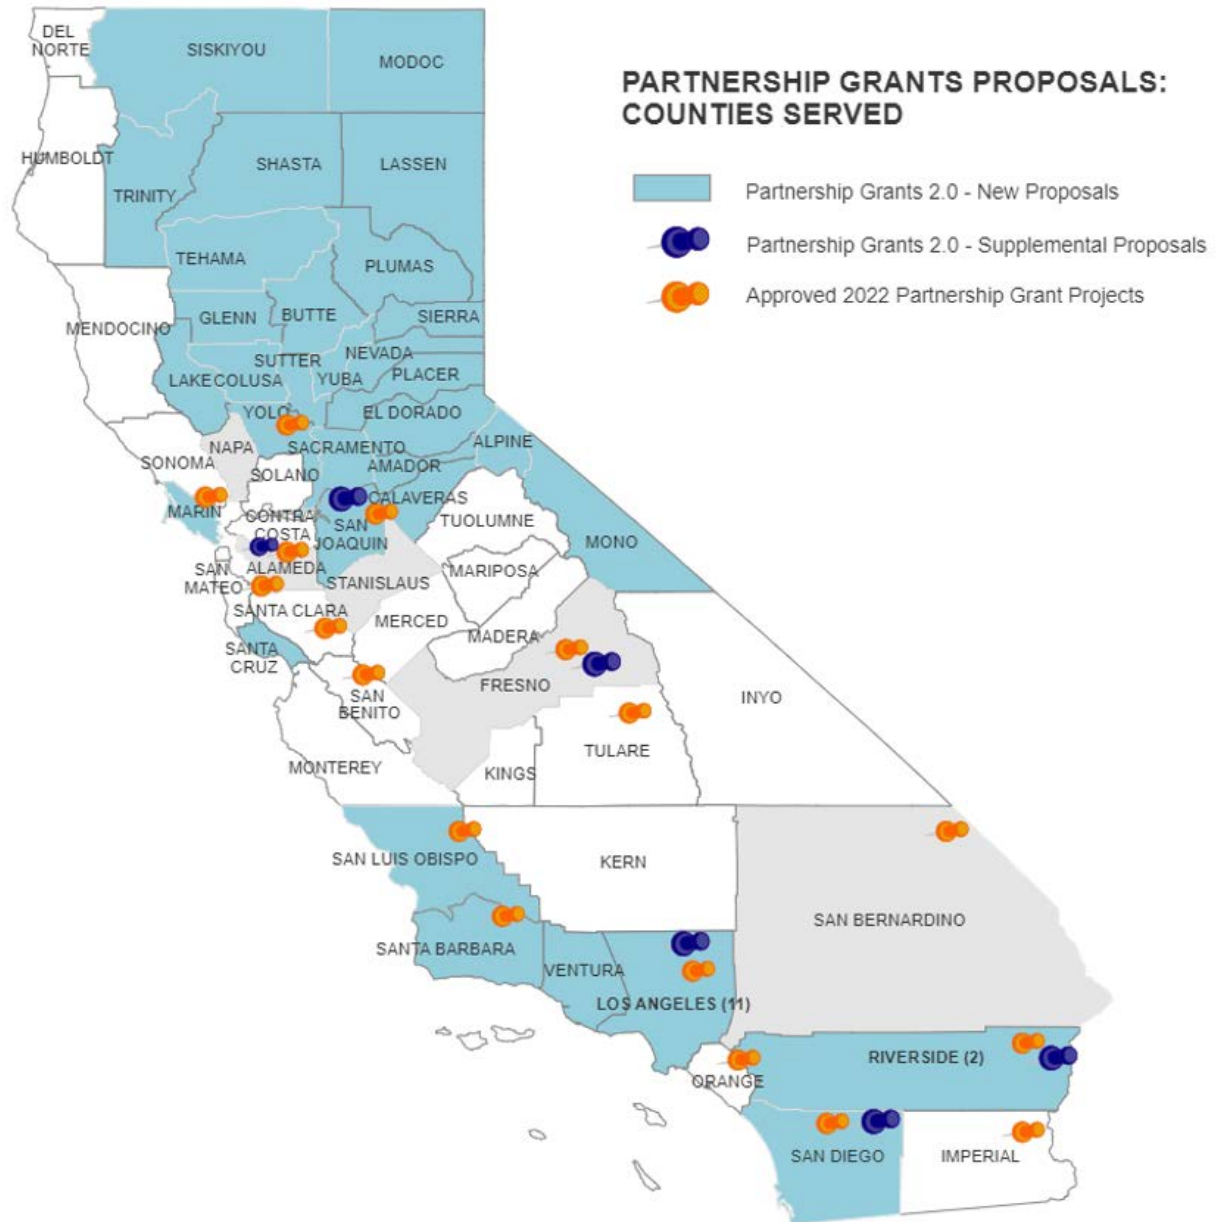 PARTNERSHIP GRANTS PROPOSALS:
COUNTIES SERVED
Partnership Grants 2.0 - New Proposals
Partnership Grants 2.0 - Supplemental Proposals
Approved 2022 Partnership Grant Projects
DEL
NORTE
SISKIYOU
MODOC
HUMBOLDT
TRINITY
SHASTA
LASSEN
TEHAMA
PLUMAS
MENDOCINO
GLENN
BUTTE
SIERRA
LAKE
COLUSA
SUTTER
YUBA
NEVADA
PLACER
YOLO
EL DORADO
SONOMA
NAPA
SACRAMENTO
ALPINE
SOLANO
AMADOR
MARIN
CONTRA
COSTA
CALAVERAS
SAN
JOAQUIN
TUOLUMNE
MONO
SAN
MATEO
ALAMEDA
STANISLAUS
MARIPOSA
SANTA CLARA
MERCED
MADERA
SANTA
CRUZ
SAN
BENITO
FRESNO
INYO
MONTEREY
KINGS
TULARE
SAN LUIS OBISPO
KERN
SAN BERNARDINO
SANTA BARBARA
VENTURA
LOS ANGELES (11)
ORANGE
RIVERSIDE (2)
SAN DIEGO
IMPERIAL